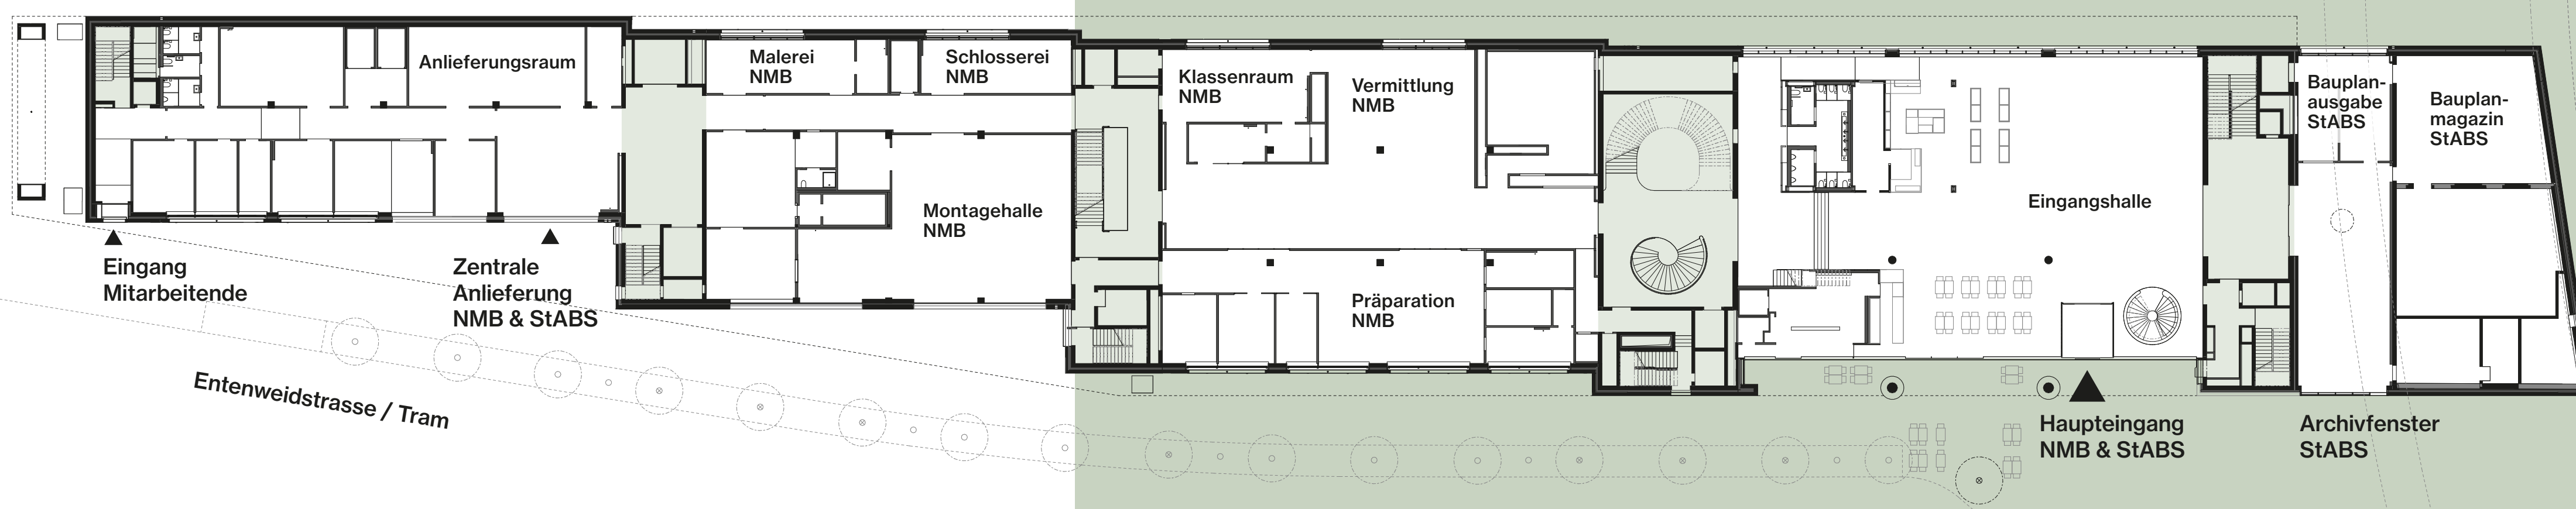 Anlieferungsraum
Malerei
NMB
Schlosserei
NMB
Klassenraum
NMB
Vermittlung
NMB
Bauplan-
ausgabe
StABS
Bauplan-
magazin
StABS
Eingangshalle
Montagehalle
NMB
Präparation
NMB
Eingang
Mitarbeitende
Zentrale
Anlieferung
NMB & StABS
Entenweidstrasse / Tram
Haupteingang
NMB & StABS
Archivfenster
StABS